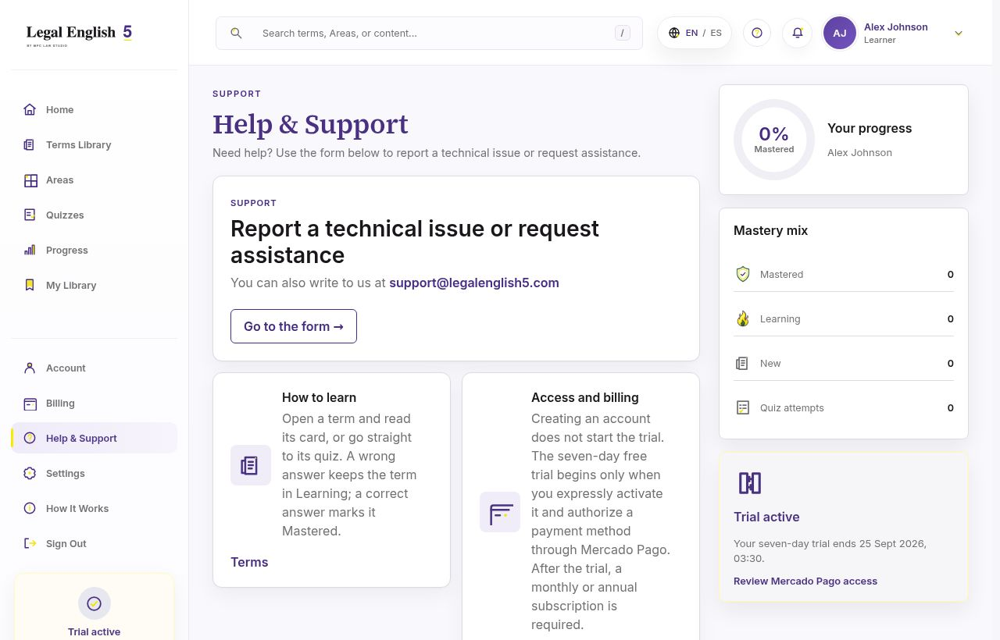 Legal English 5
BY MPC LAW STUDIO
Home
Terms Library
Areas
Quizzes
Progress
My Library
Account
Billing
Help & Support
Settings
How It Works
Sign Out
Trial active
Search terms, Areas, or content...
/
EN / ES
AJ
Alex Johnson
Learner
SUPPORT
Help & Support
Need help? Use the form below to report a technical issue or request assistance.
SUPPORT
Report a technical issue or request
assistance
You can also write to us at support@legalenglish5.com
Go to the form →
How to learn
Open a term and read
its card, or go straight
to its quiz. A wrong
answer keeps the term
in Learning; a correct
answer marks it
Mastered.
Terms
Access and billing
Creating an account
does not start the trial.
The seven-day free
trial begins only when
you expressly activate
it and authorize a
payment method
through Mercado Pago.
After the trial, a
monthly or annual
subscription is
required.
0%
Mastered
Your progress
Alex Johnson
Mastery mix
Mastered 0
Learning 0
New 0
Quiz attempts 0
Trial active
Your seven-day trial ends 25 Sept 2026,
03:30.
Review Mercado Pago access